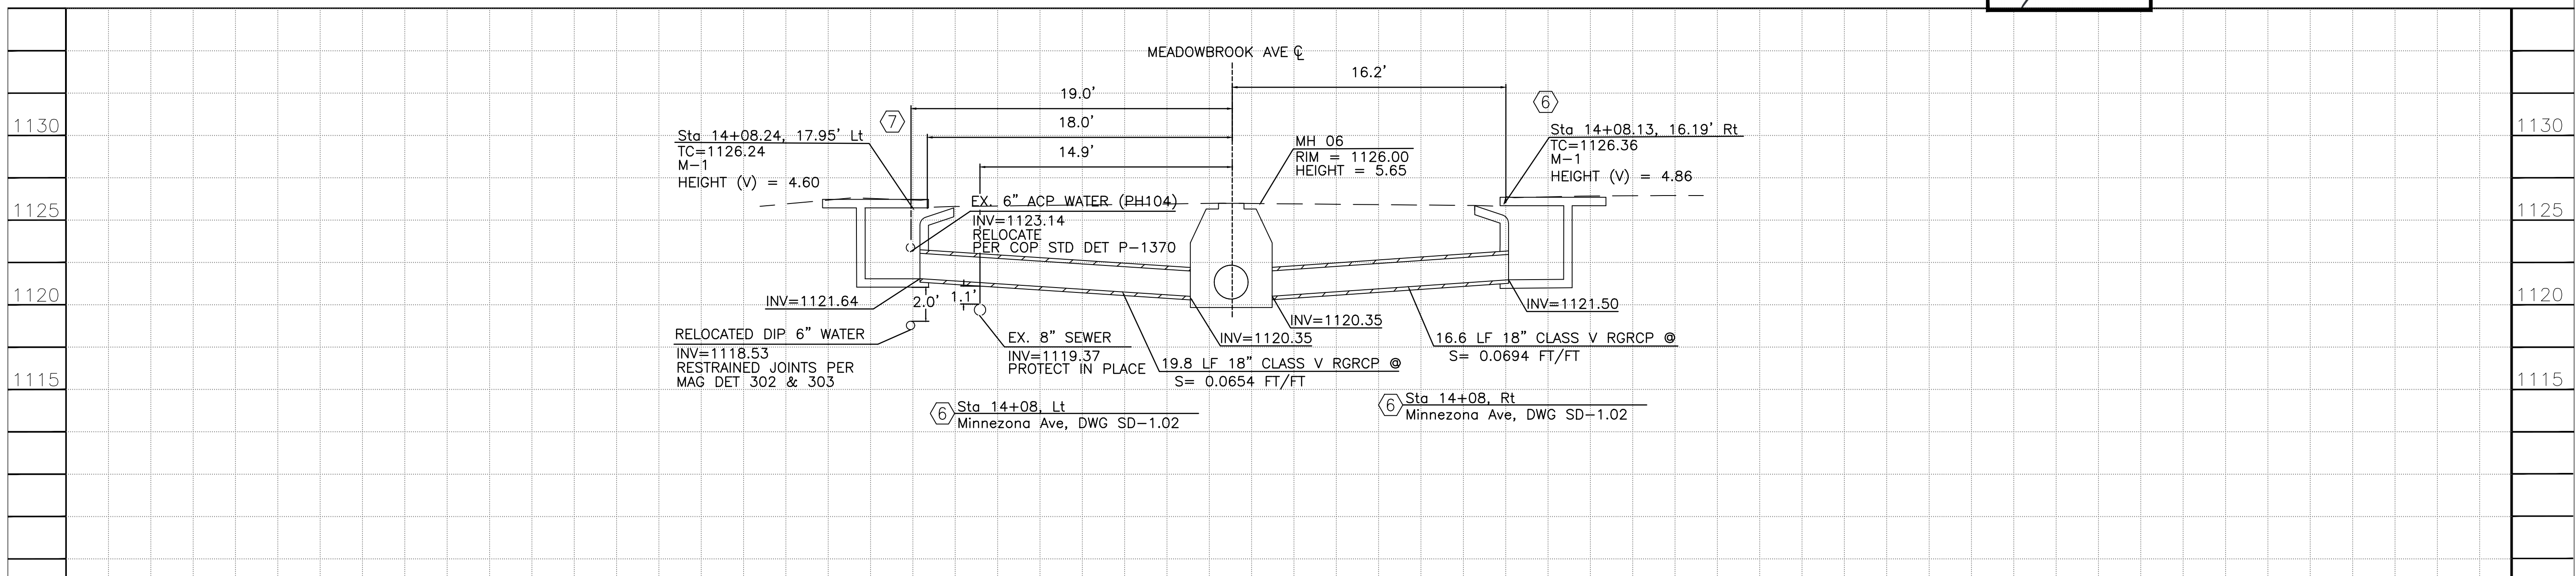 MEADOWBROOK AVE ℄
16.2'
19.0'
18.0'
14.9'
7
6
1130
1130
Sta 14+08.24, 17.95' Lt
TC=1126.24
M-1
HEIGHT (V) = 4.60
MH 06
RIM = 1126.00
HEIGHT = 5.65
Sta 14+08.13, 16.19' Rt
TC=1126.36
M-1
HEIGHT (V) = 4.86
1125
1125
EX. 6" ACP WATER (PH104)
INV=1123.14
RELOCATE
PER COP STD DET P-1370
1120
1120
INV=1121.64
2.0'
1.1'
INV=1121.50
INV=1120.35
INV=1120.35
RELOCATED DIP 6" WATER
INV=1118.53
RESTRAINED JOINTS PER
MAG DET 302 & 303
EX. 8" SEWER
INV=1119.37
PROTECT IN PLACE
19.8 LF 18" CLASS V RGRCP @
S= 0.0654 FT/FT
16.6 LF 18" CLASS V RGRCP @
S= 0.0694 FT/FT
1115
1115
6
Sta 14+08, Lt
Minnezona Ave, DWG SD-1.02
6
Sta 14+08, Rt
Minnezona Ave, DWG SD-1.02